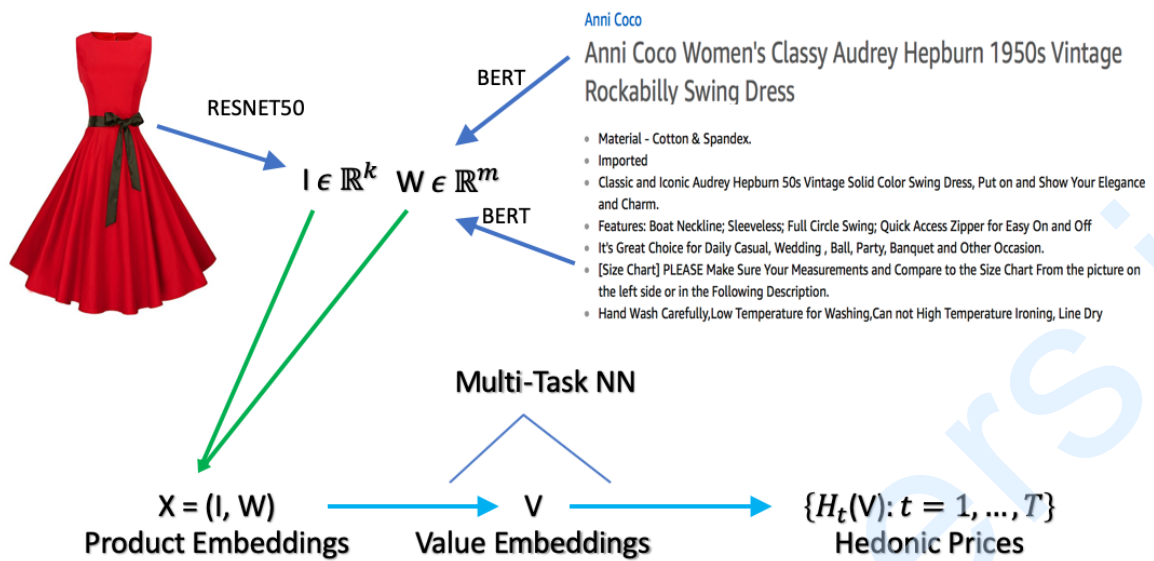 Anni Coco
Anni Coco Women's Classy Audrey Hepburn 1950s Vintage
Rockabilly Swing Dress
BERT
RESNET50
• Material - Cotton & Spandex.
• Imported
• Classic and Iconic Audrey Hepburn 50s Vintage Solid Color Swing Dress, Put on and Show Your Elegance
and Charm.
• Features: Boat Neckline; Sleeveless; Full Circle Swing; Quick Access Zipper for Easy On and Off
• It's Great Choice for Daily Casual, Wedding , Ball, Party, Banquet and Other Occasion.
• [Size Chart] PLEASE Make Sure Your Measurements and Compare to the Size Chart From the picture on
the left side or in the Following Description.
• Hand Wash Carefully,Low Temperature for Washing,Can not High Temperature Ironing, Line Dry
I ϵ ℝ^k W ϵ ℝ^m
BERT
Multi-Task NN
X = (I, W)
Product Embeddings
V
Value Embeddings
{H_t(V): t = 1, …, T}
Hedonic Prices